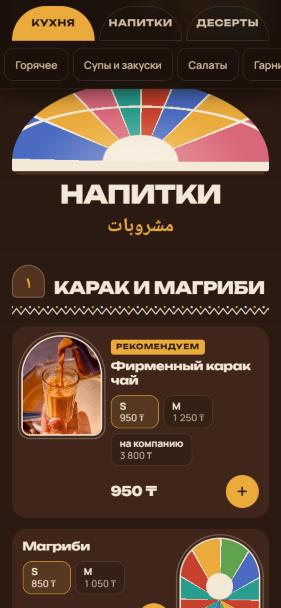 КУХНЯ
НАПИТКИ
ДЕСЕРТЫ
Горячее
Супы и закуски
Салаты
НАПИТКИ
مشروبات
١
КАРАК И МАГРИБИ
РЕКОМЕНДУЕМ
Фирменный карак
чай
S
950 ₸
M
1 250 ₸
на компанию
3 800 ₸
950 ₸
+
Магриби
S
850 ₸
M
1 050 ₸